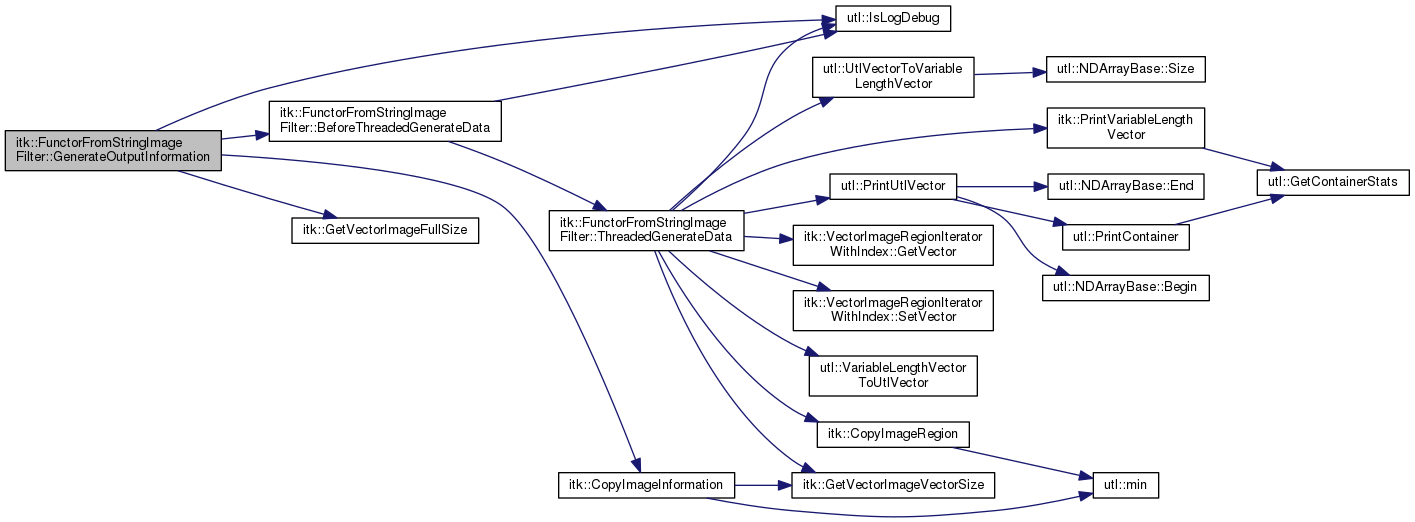 utl::IsLogDebug
utl::UtlVectorToVariable
LengthVector
utl::NDArrayBase::Size
itk::FunctorFromStringImage
Filter::BeforeThreadedGenerateData
itk::PrintVariableLength
Vector
itk::FunctorFromStringImage
Filter::GenerateOutputInformation
utl::GetContainerStats
utl::PrintUtlVector
utl::NDArrayBase::End
itk::GetVectorImageFullSize
itk::FunctorFromStringImage
Filter::ThreadedGenerateData
utl::PrintContainer
itk::VectorImageRegionIterator
WithIndex::GetVector
utl::NDArrayBase::Begin
itk::VectorImageRegionIterator
WithIndex::SetVector
utl::VariableLengthVector
ToUtlVector
itk::CopyImageRegion
itk::CopyImageInformation
itk::GetVectorImageVectorSize
utl::min